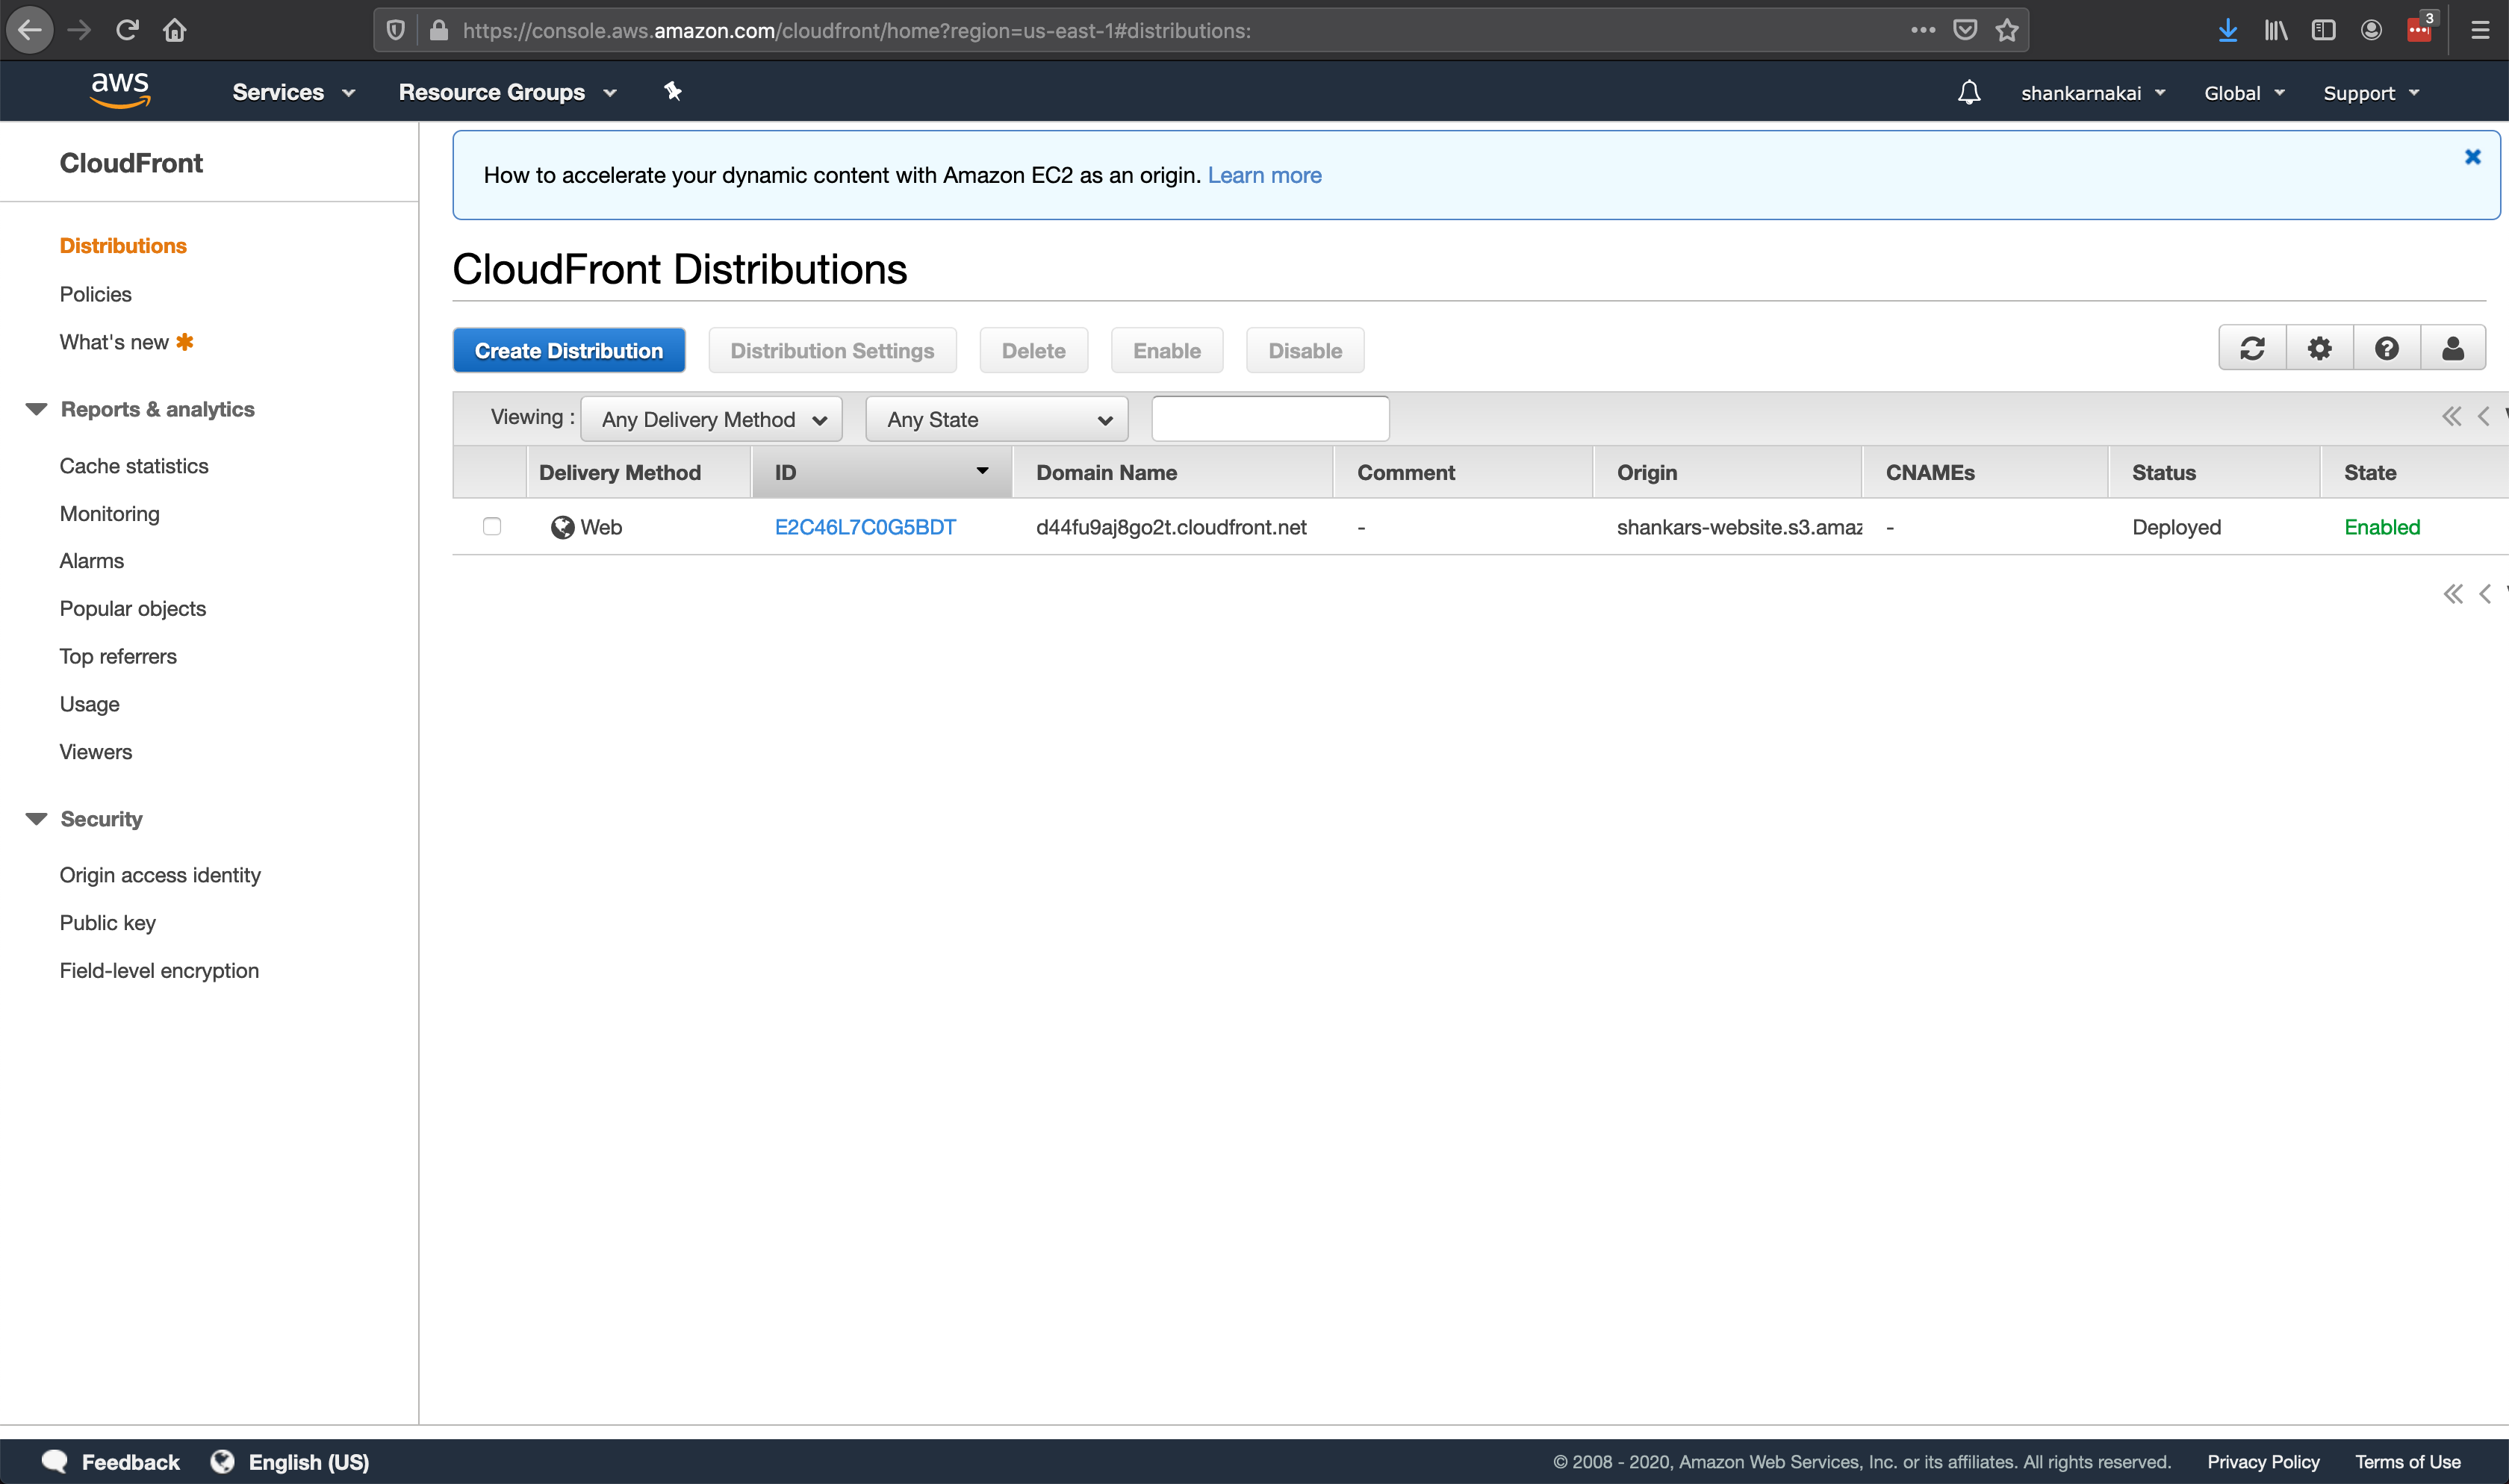 https://console.aws.amazon.com/cloudfront/home?region=us-east-1#distributions:
3
aws
Services
Resource Groups
shankarnakai
Global
Support
CloudFront
Distributions
Policies
What's new
Reports & analytics
Cache statistics
Monitoring
Alarms
Popular objects
Top referrers
Usage
Viewers
Security
Origin access identity
Public key
Field-level encryption
How to accelerate your dynamic content with Amazon EC2 as an origin. Learn more
CloudFront Distributions
Create Distribution
Distribution Settings
Delete
Enable
Disable
Viewing : Any Delivery Method Any State
Delivery Method ID Domain Name Comment Origin CNAMEs Status State
Web E2C46L7C0G5BDT d44fu9aj8go2t.cloudfront.net - shankars-website.s3.amaz - Deployed Enabled
Feedback
English (US)
© 2008 - 2020, Amazon Web Services, Inc. or its affiliates. All rights reserved.
Privacy Policy
Terms of Use